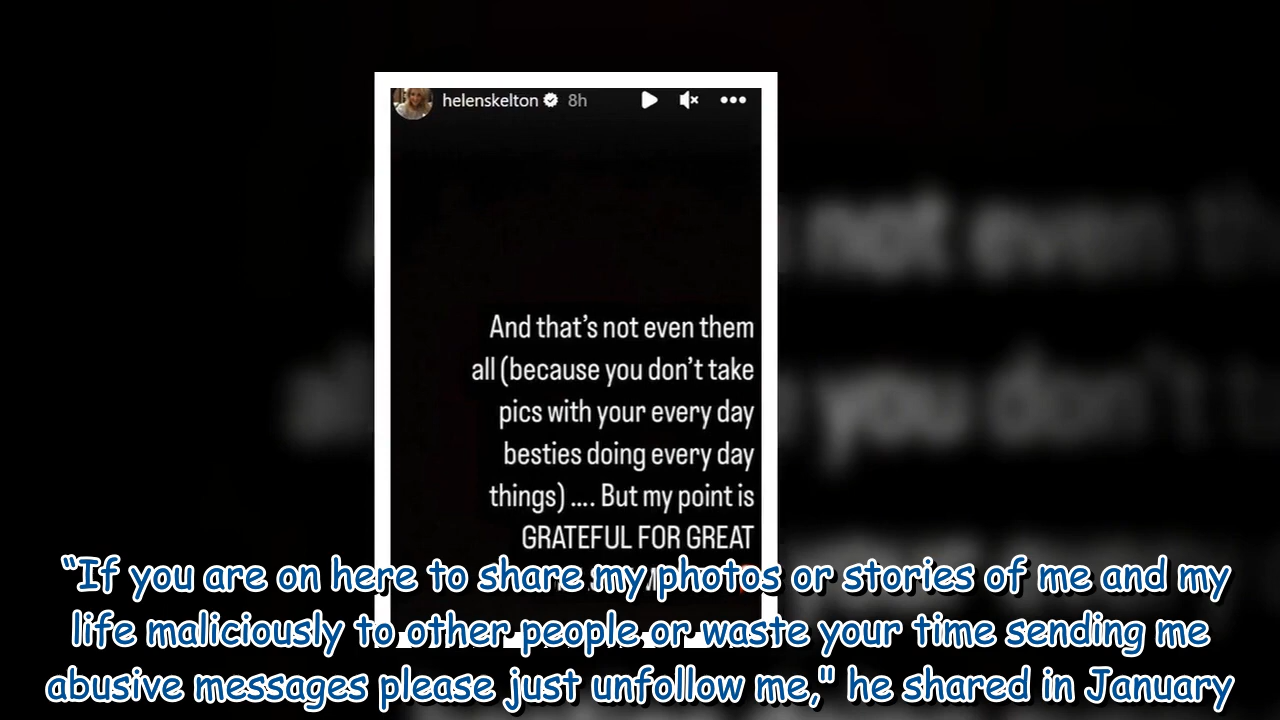 helenskelton 8h
And that's not even them
all (because you don't take
pics with your every day
besties doing every day
things) .... But my point is
GRATEFUL FOR GREAT
“If you are on here to share my photos or stories of me and my
life maliciously to other people or waste your time sending me
abusive messages please just unfollow me," he shared in January